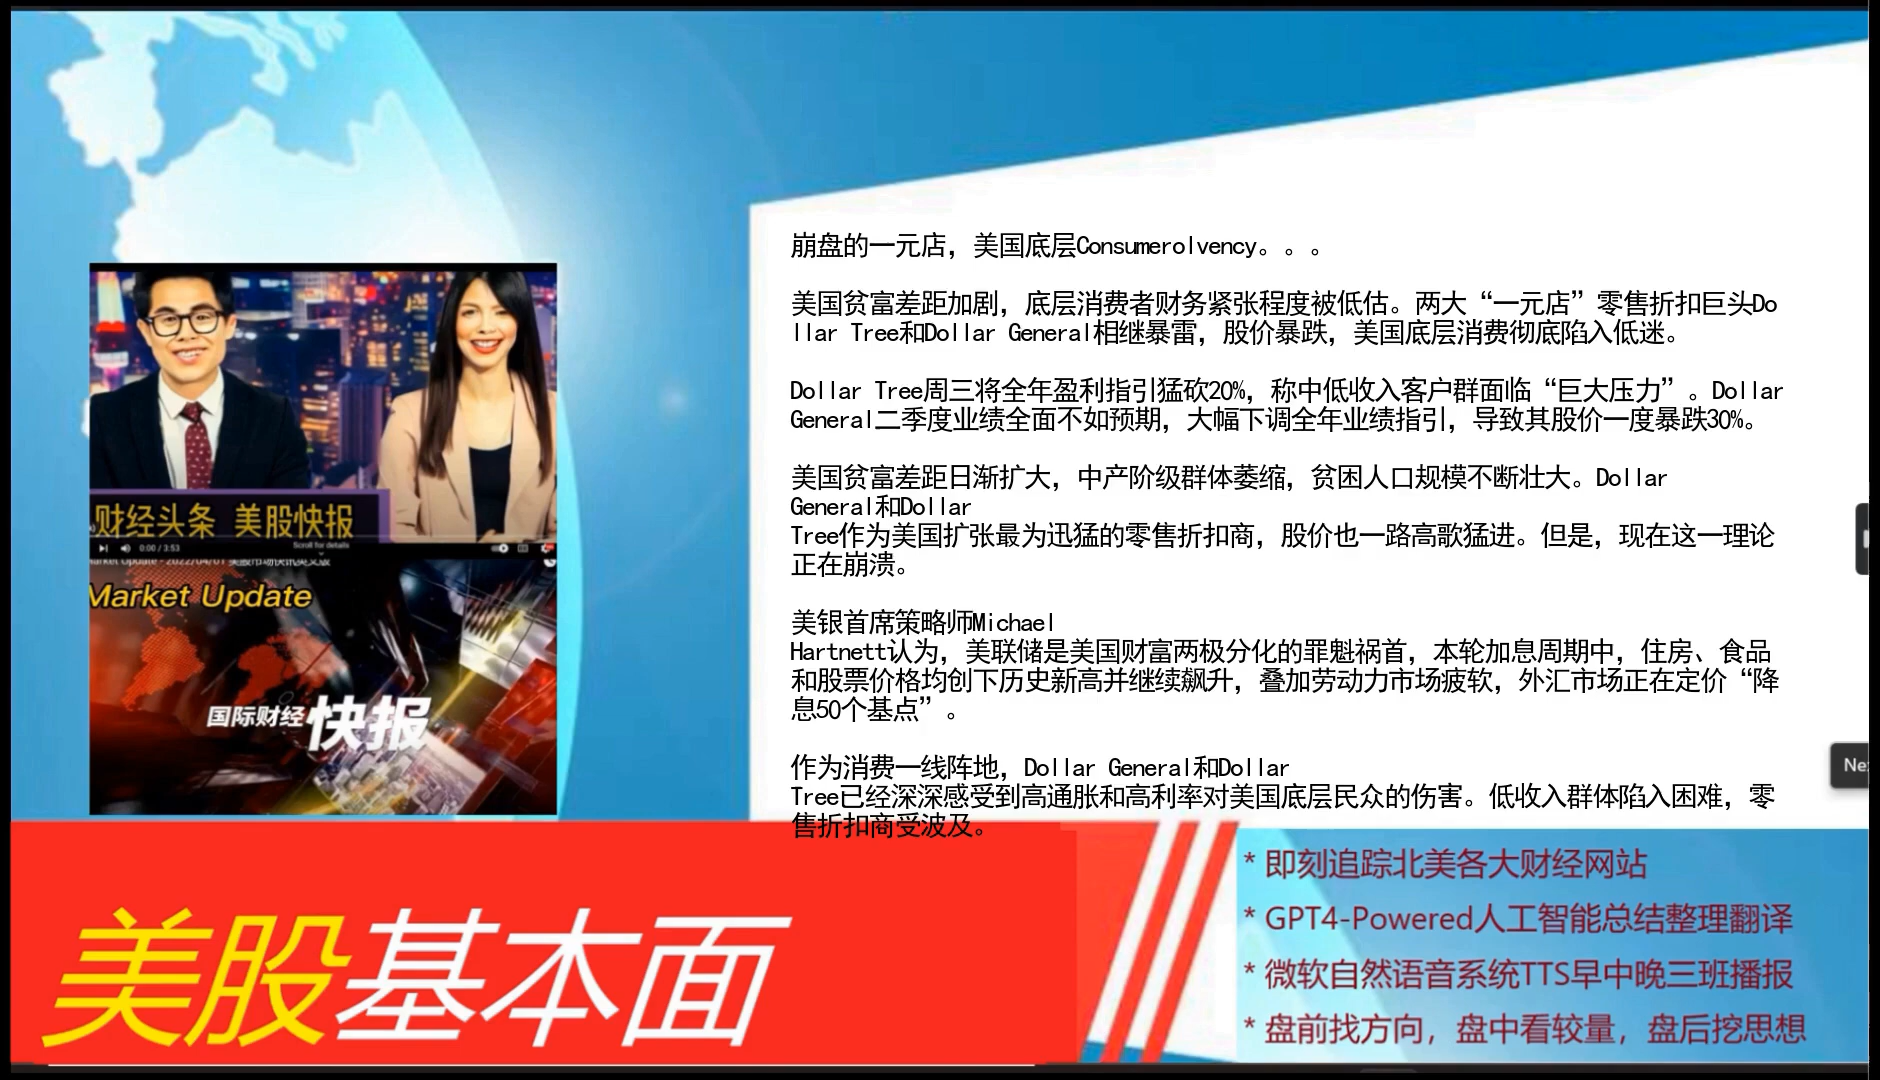 崩盘的一元店，美国底层Consumerolvency。。。
美国贫富差距加剧，底层消费者财务紧张程度被低估。两大“一元店”零售折扣巨头Do
llar Tree和Dollar General相继暴雷，股价暴跌，美国底层消费彻底陷入低迷。
Dollar Tree周三将全年盈利指引猛砍20%，称中低收入客户群面临“巨大压力”。Dollar
General二季度业绩全面不如预期，大幅下调全年业绩指引，导致其股价一度暴跌30%。
美国贫富差距日渐扩大，中产阶级群体萎缩，贫困人口规模不断壮大。Dollar
General和Dollar
Tree作为美国扩张最为迅猛的零售折扣商，股价也一路高歌猛进。但是，现在这一理论
正在崩溃。
美银首席策略师Michael
Hartnett认为，美联储是美国财富两极分化的罪魁祸首，本轮加息周期中，住房、食品
和股票价格均创下历史新高并继续飙升，叠加劳动力市场疲软，外汇市场正在定价“降
息50个基点”。
作为消费一线阵地，Dollar General和Dollar
Tree已经深深感受到高通胀和高利率对美国底层民众的伤害。低收入群体陷入困难，零
售折扣商受波及。
财经头条 美股快报
0:00 / 3:53
Scroll for details
Market Update - 2022/04/01 美股市场快讯英文版
Market Update
国际财经快报
Ne
美股基本面
* 即刻追踪北美各大财经网站
* GPT4-Powered人工智能总结整理翻译
* 微软自然语音系统TTS早中晚三班播报
* 盘前找方向，盘中看较量，盘后挖思想